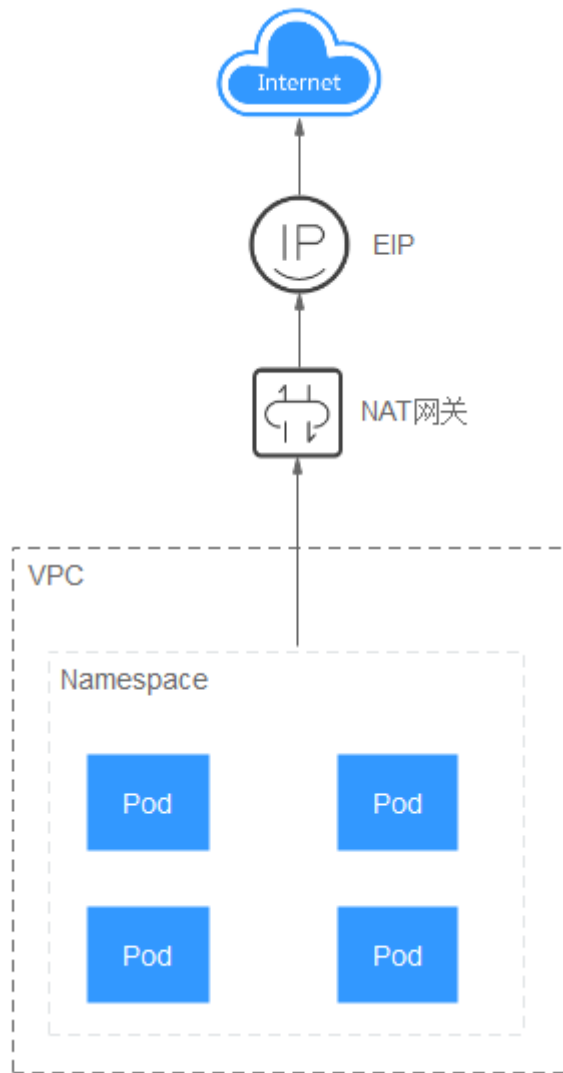 Internet
IP
EIP
NAT网关
VPC
Namespace
Pod
Pod
Pod
Pod